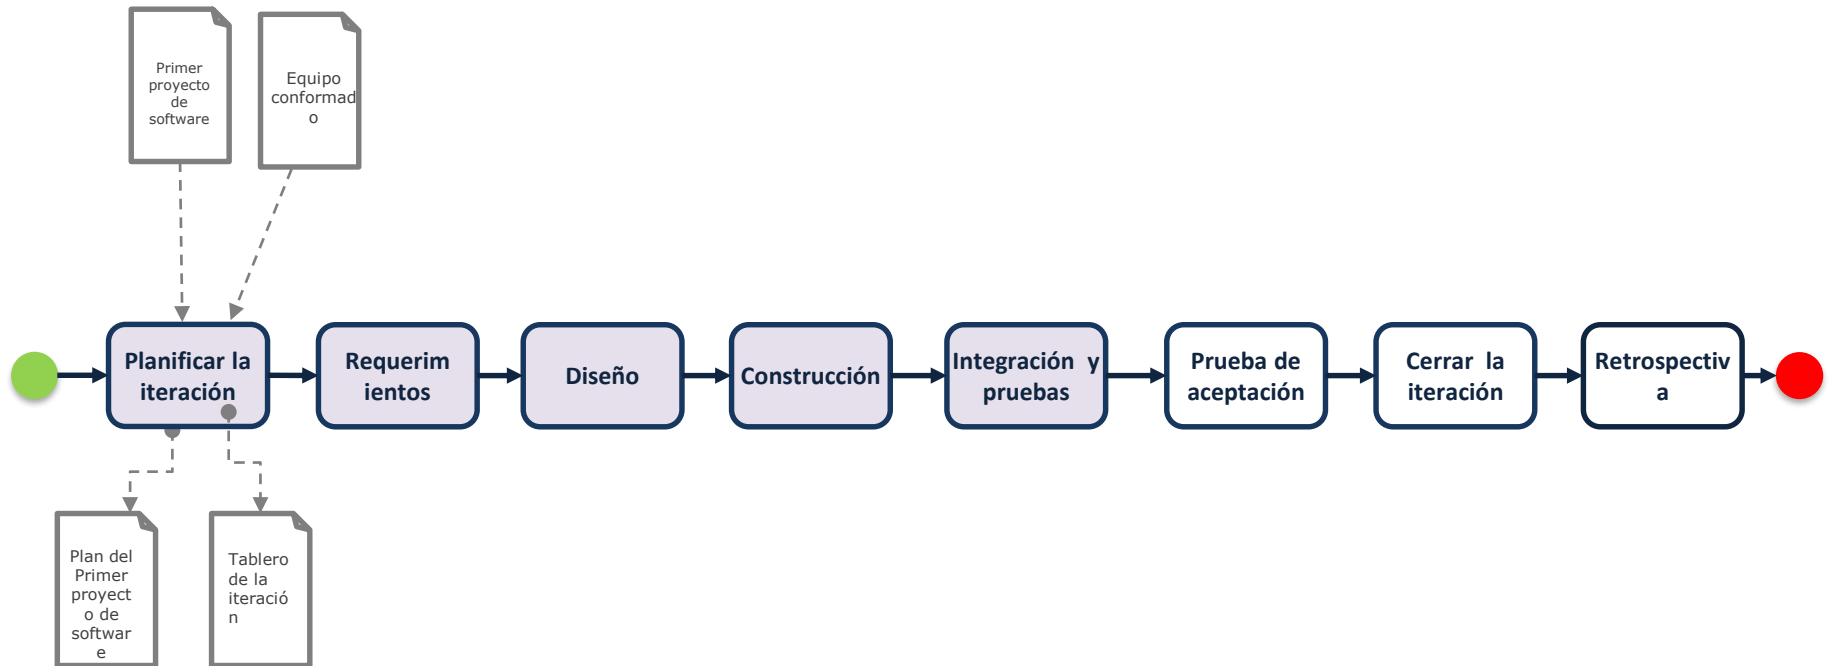 Primer
proyecto
de
software
Equipo
conformad
o
Planificar la
iteración
Requerim
ientos
Diseño
Construcción
Integración y
pruebas
Prueba de
aceptación
Cerrar la
iteración
Retrospectiv
a
Plan del
Primer
proyect
o de
softwar
e
Tablero
de la
iteració
n